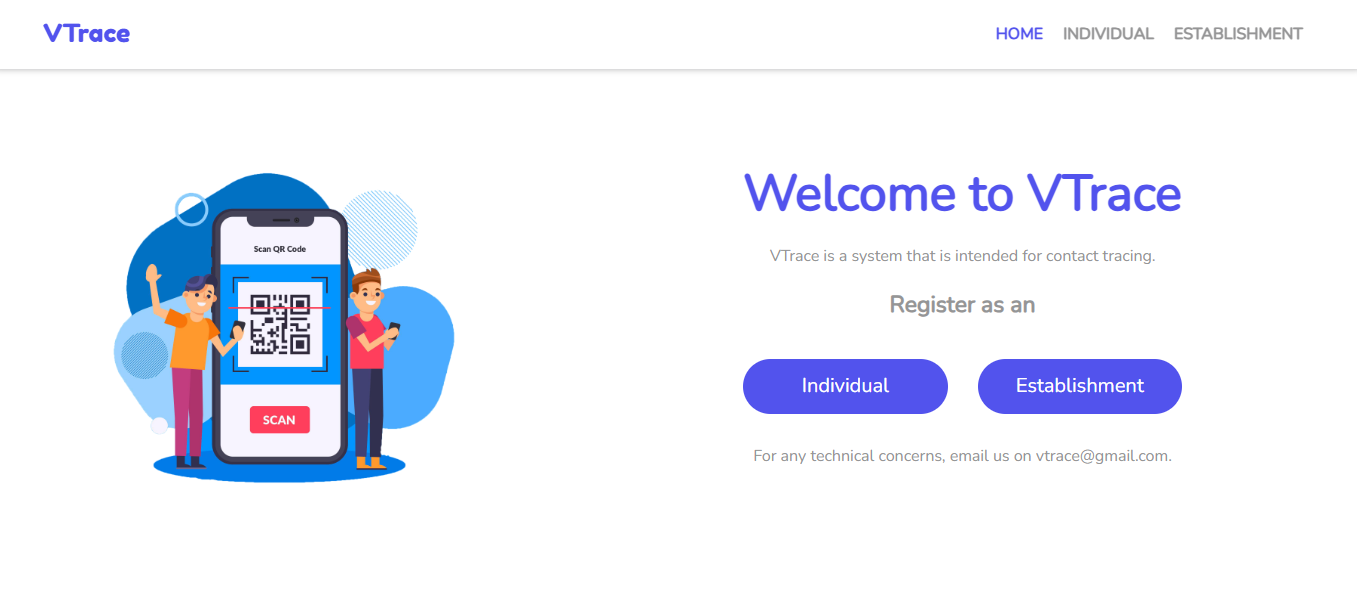 VTrace
HOME INDIVIDUAL ESTABLISHMENT
Scan QR Code
SCAN
Welcome to VTrace
VTrace is a system that is intended for contact tracing.
Register as an
Individual Establishment
For any technical concerns, email us on vtrace@gmail.com.